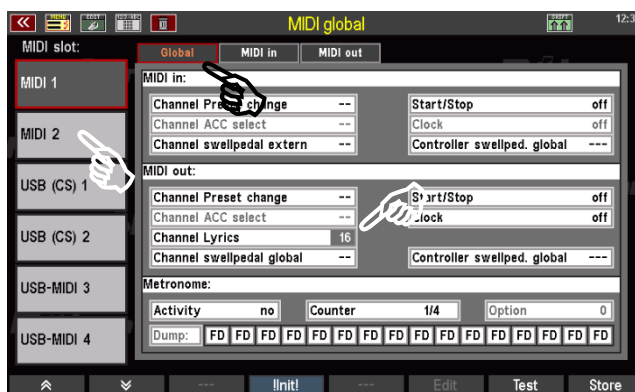 MENU EDIT MIDI global SHIFT 12:3
MIDI slot:
Global MIDI in MIDI out
MIDI 1
MIDI 2
USB (CS) 1
USB (CS) 2
USB-MIDI 3
USB-MIDI 4
MIDI in:
Channel Preset change -- Start/Stop off
Channel ACC select -- Clock off
Channel swellpedal extern -- Controller swellped. global ---
MIDI out:
Channel Preset change -- Start/Stop off
Channel ACC select -- Clock off
Channel Lyrics 16
Channel swellpedal global -- Controller swellped. global ---
Metronome:
Activity no Counter 1/4 Option 0
Dump: FD FD FD FD FD FD FD FD FD FD FD FD FD FD FD FD
--- !Init! --- Edit Test Store